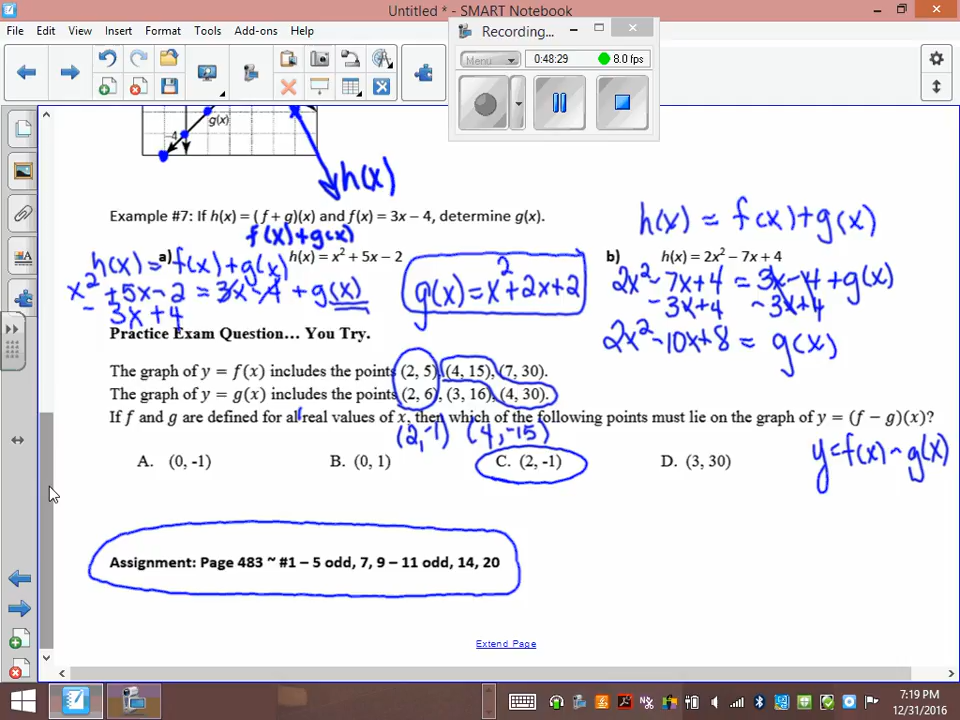 Untitled * - SMART Notebook
File Edit View Insert Format Tools Add-ons Help
Recording...
Menu 0:48:29 8.0 fps
-4 g(x)
h(x)
Example #7: If h(x) = ( f + g)(x) and f(x) = 3x – 4, determine g(x).
h(x) = f(x)+g(x)
f(x)+g(x)
a) h(x) = x² + 5x – 2
b) h(x) = 2x² – 7x + 4
h(x)=f(x)+g(x)
x²+5x-2 = 3x-4 + g(x)
- 3x+4
g(x)=x²+2x+2
2x²-7x+4 = 3x-4+g(x)
-3x+4 -3x+4
2x²-10x+8 = g(x)
Practice Exam Question… You Try.
The graph of y = f(x) includes the points (2, 5), (4, 15), (7, 30).
The graph of y = g(x) includes the points (2, 6), (3, 16), (4, 30).
If f and g are defined for all real values of x, then which of the following points must lie on the graph of y = (f – g)(x)?
(2,-1) (4,-15)
y=f(x)-g(x)
A. (0, -1) B. (0, 1) C. (2, -1) D. (3, 30)
Assignment: Page 483 ~ #1 – 5 odd, 7, 9 – 11 odd, 14, 20
Extend Page
7:19 PM
12/31/2016